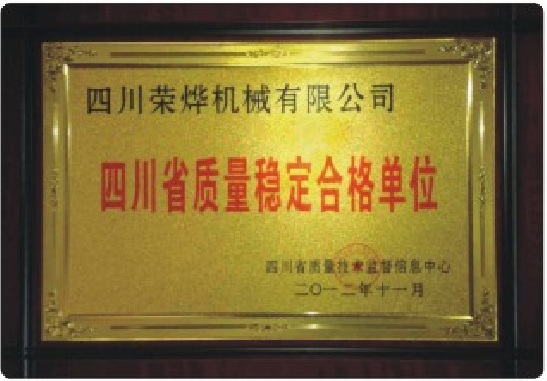 四川荣烨机械有限公司
四川省质量稳定合格单位
四川省质量技术监督信息中心
二〇一二年十一月